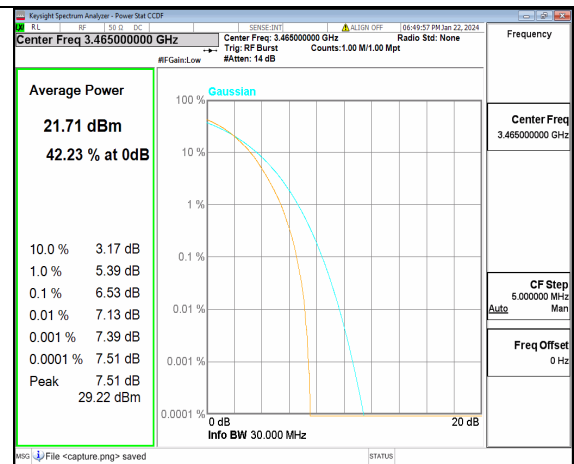 Keysight Spectrum Analyzer - Power Stat CCDF
RL RF 50 Ω DC SENSE:INT ALIGN OFF 06:49:57 PM Jan 22, 2024
Center Freq 3.465000000 GHz
Center Freq: 3.465000000 GHz Radio Std: None
Trig: RF Burst Counts:1.00 M/1.00 Mpt
#IFGain:Low #Atten: 14 dB
Frequency
Center Freq
3.465000000 GHz
CF Step
5.000000 MHz
Auto Man
Freq Offset
0 Hz
Average Power
21.71 dBm
42.23 % at 0dB
10.0 % 3.17 dB
1.0 % 5.39 dB
0.1 % 6.53 dB
0.01 % 7.13 dB
0.001 % 7.39 dB
0.0001 % 7.51 dB
Peak 7.51 dB
29.22 dBm
Gaussian
100 %
10 %
1 %
0.1 %
0.01 %
0.001 %
0.0001 %
0 dB 20 dB
Info BW 30.000 MHz
MSG File <capture.png> saved STATUS